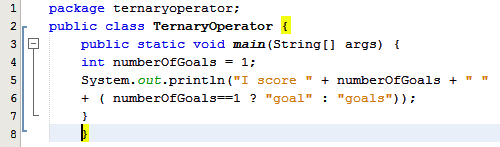 1 package ternaryoperator;
2 public class TernaryOperator {
3 public static void main(String[] args) {
4 int numberOfGoals = 1;
5 System.out.println("I score " + numberOfGoals + " "
6 + ( numberOfGoals==1 ? "goal" : "goals"));
7 }
8 }